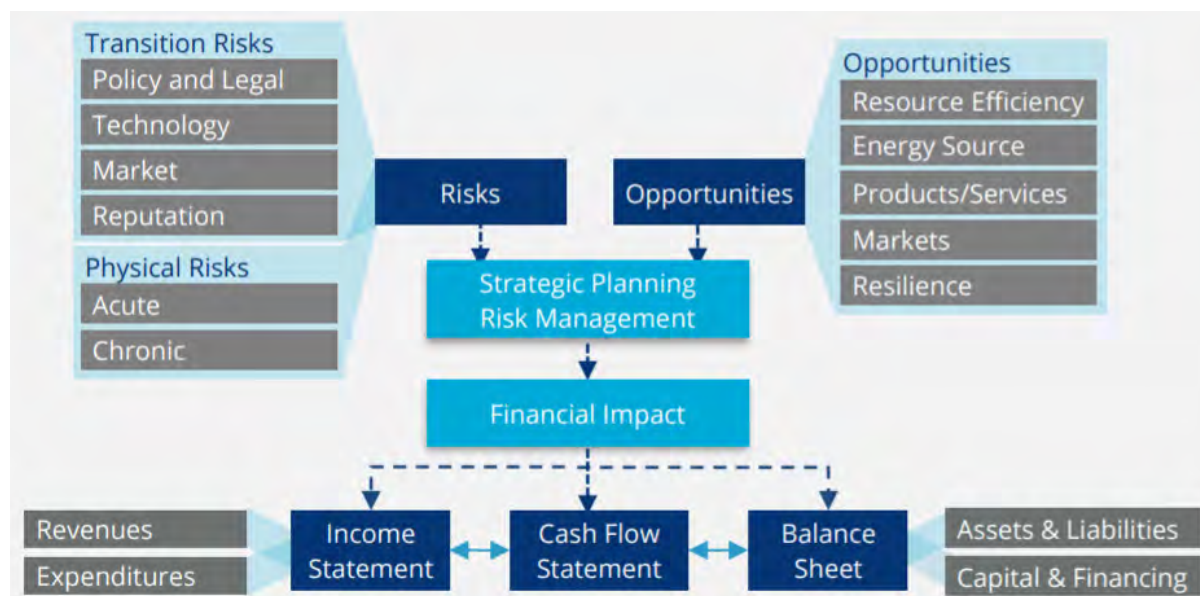 Transition Risks
Policy and Legal
Technology
Market
Reputation
Physical Risks
Acute
Chronic
Risks
Opportunities
Opportunities
Resource Efficiency
Energy Source
Products/Services
Markets
Resilience
Strategic Planning
Risk Management
Financial Impact
Revenues
Expenditures
Income
Statement
Cash Flow
Statement
Balance
Sheet
Assets & Liabilities
Capital & Financing